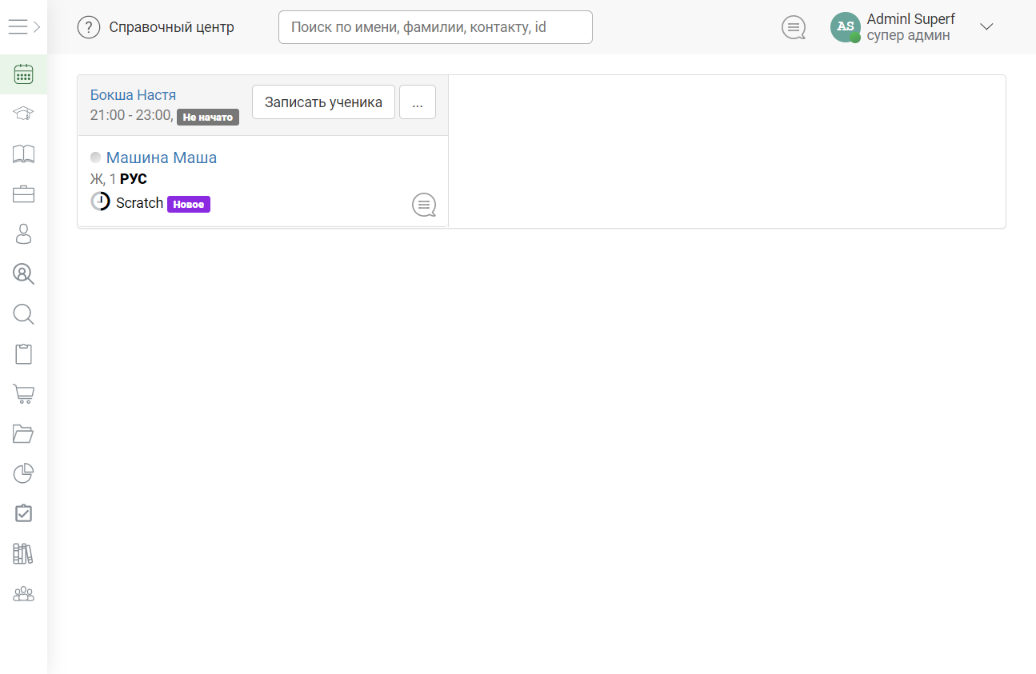 ? Справочный центр
Поиск по имени, фамилии, контакту, id
AS
Adminl Superf
супер админ
Бокша Настя
21:00 - 23:00, Не начато
Записать ученика
...
Машина Маша
Ж, 1 РУС
Scratch Новое